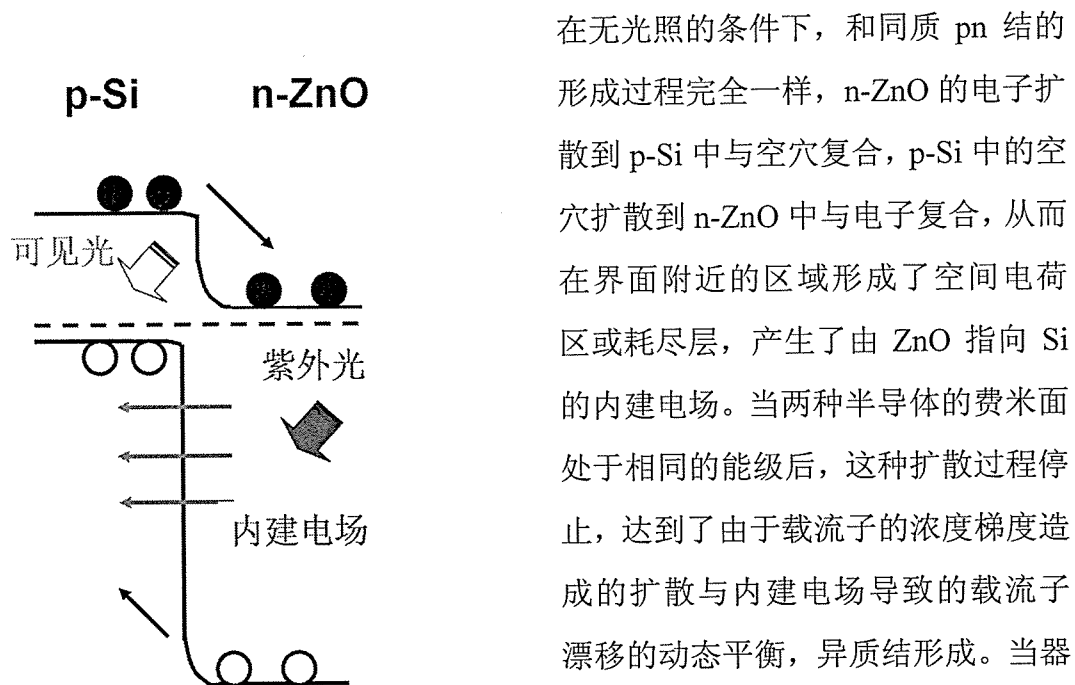 p-Si
n-ZnO
可见光
紫外光
内建电场
在无光照的条件下，和同质 pn 结的
形成过程完全一样，n-ZnO 的电子扩
散到 p-Si 中与空穴复合，p-Si 中的空
穴扩散到 n-ZnO 中与电子复合，从而
在界面附近的区域形成了空间电荷
区或耗尽层，产生了由 ZnO 指向 Si
的内建电场。当两种半导体的费米面
处于相同的能级后，这种扩散过程停
止，达到了由于载流子的浓度梯度造
成的扩散与内建电场导致的载流子
漂移的动态平衡，异质结形成。当器